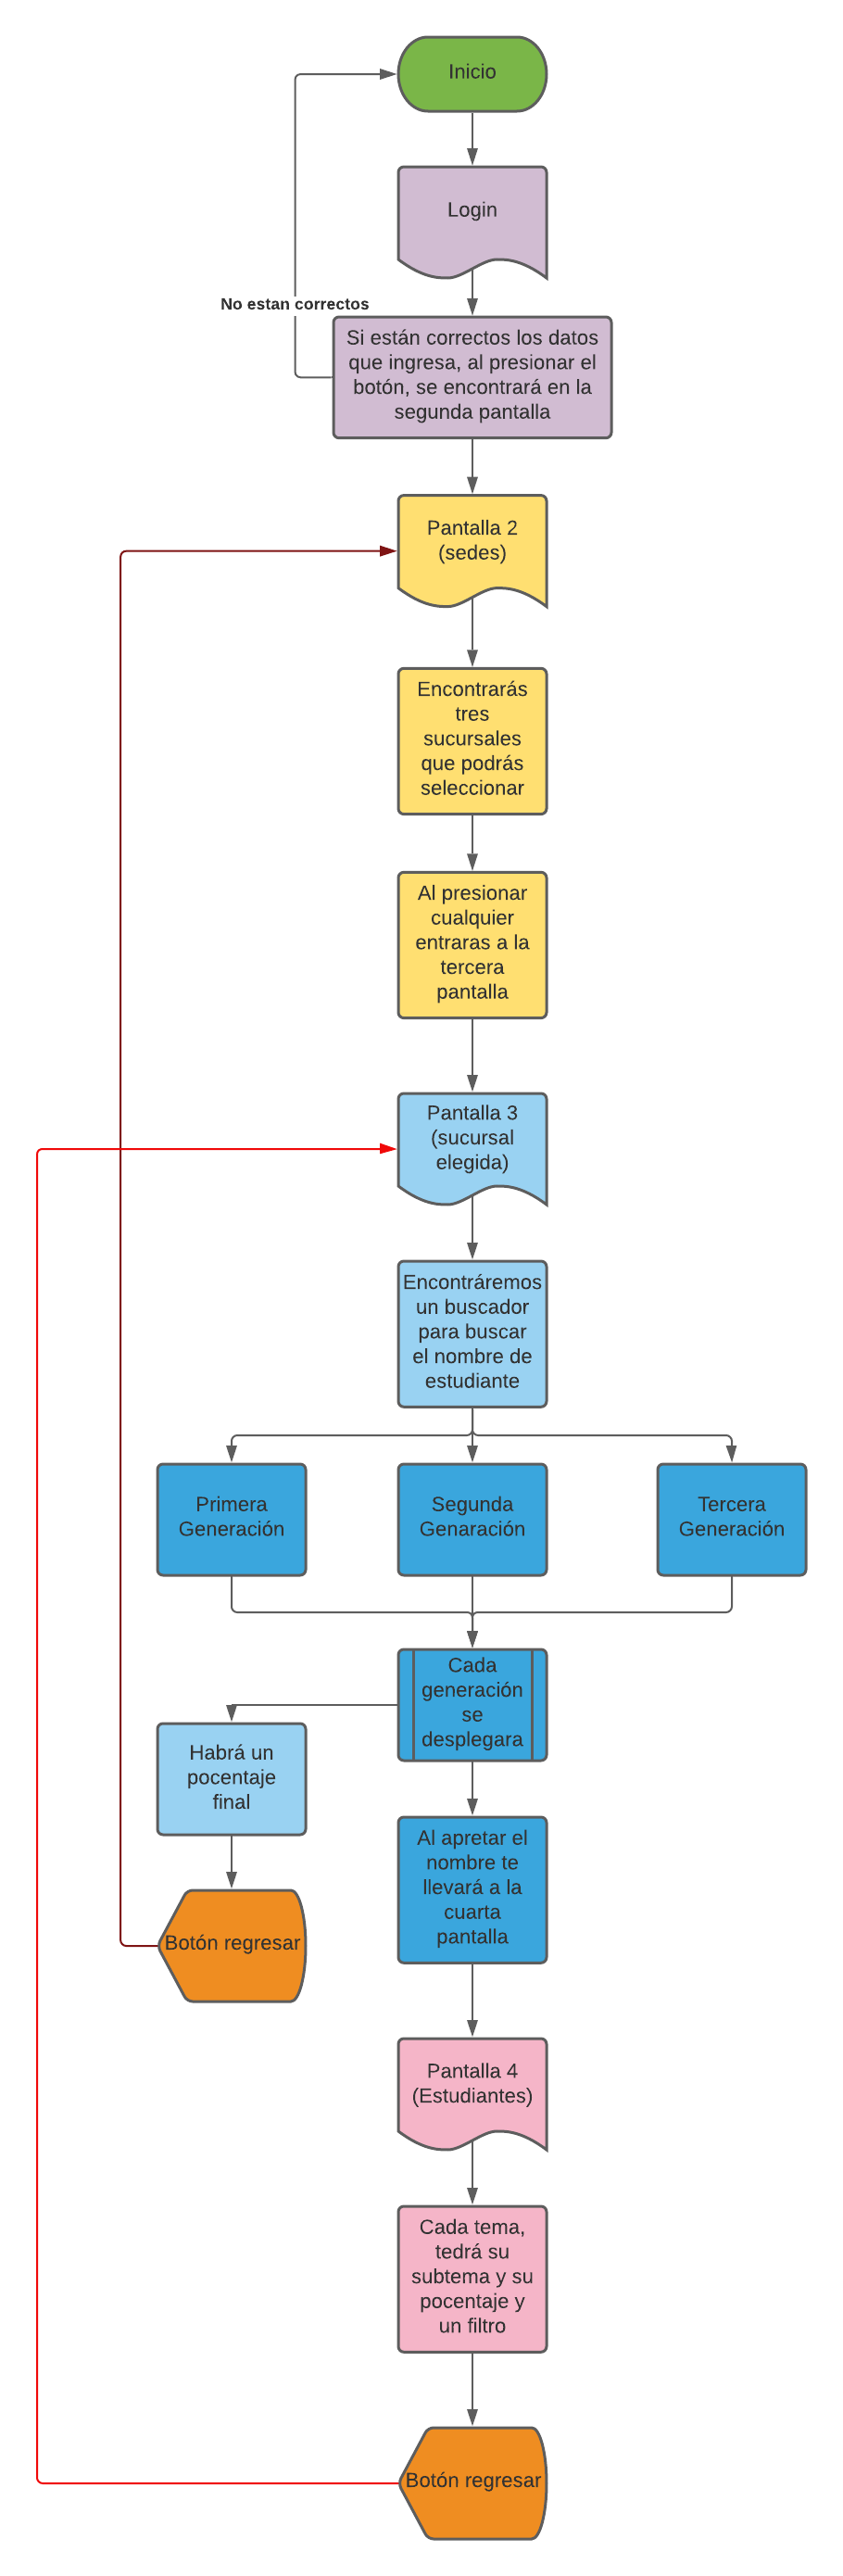 Inicio
Login
No estan correctos
Si están correctos los datos
que ingresa, al presionar el
botón, se encontrará en la
segunda pantalla
Pantalla 2
(sedes)
Encontrarás
tres
sucursales
que podrás
seleccionar
Al presionar
cualquier
entraras a la
tercera
pantalla
Pantalla 3
(sucursal
elegida)
Encontráremos
un buscador
para buscar
el nombre de
estudiante
Primera
Generación
Segunda
Genaración
Tercera
Generación
Cada
generación
se
desplegara
Habrá un
pocentaje
final
Al apretar el
nombre te
llevará a la
cuarta
pantalla
Botón regresar
Pantalla 4
(Estudiantes)
Cada tema,
tedrá su
subtema y su
pocentaje y
un filtro
Botón regresar